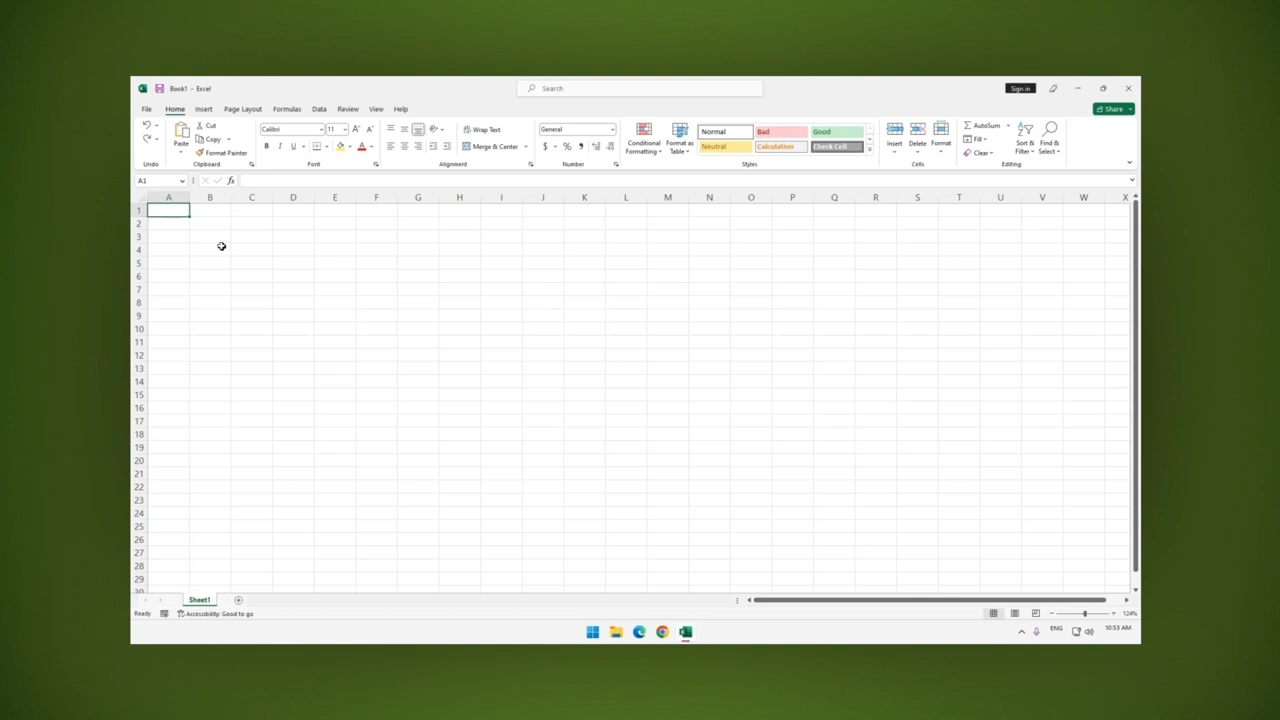 Book1 - Excel
Search
Sign in
File Home Insert Page Layout Formulas Data Review View Help
Share
Cut
Copy
Format Painter
Paste
Undo
Clipboard
Calibri 11
B I U
Font
Wrap Text
Merge & Center
Alignment
General
$ % ,
Number
Conditional Formatting
Format as Table
Normal Bad Good
Neutral Calculation Check Cell
Styles
Insert Delete Format
Cells
AutoSum
Fill
Clear
Sort & Filter
Find & Select
Editing
A1 fx
A B C D E F G H I J K L M N O P Q R S T U V W X
1
2
3
4
5
6
7
8
9
10
11
12
13
14
15
16
17
18
19
20
21
22
23
24
25
26
27
28
29
30
Sheet1
Ready Accessibility: Good to go 124%
ENG 10:53 AM